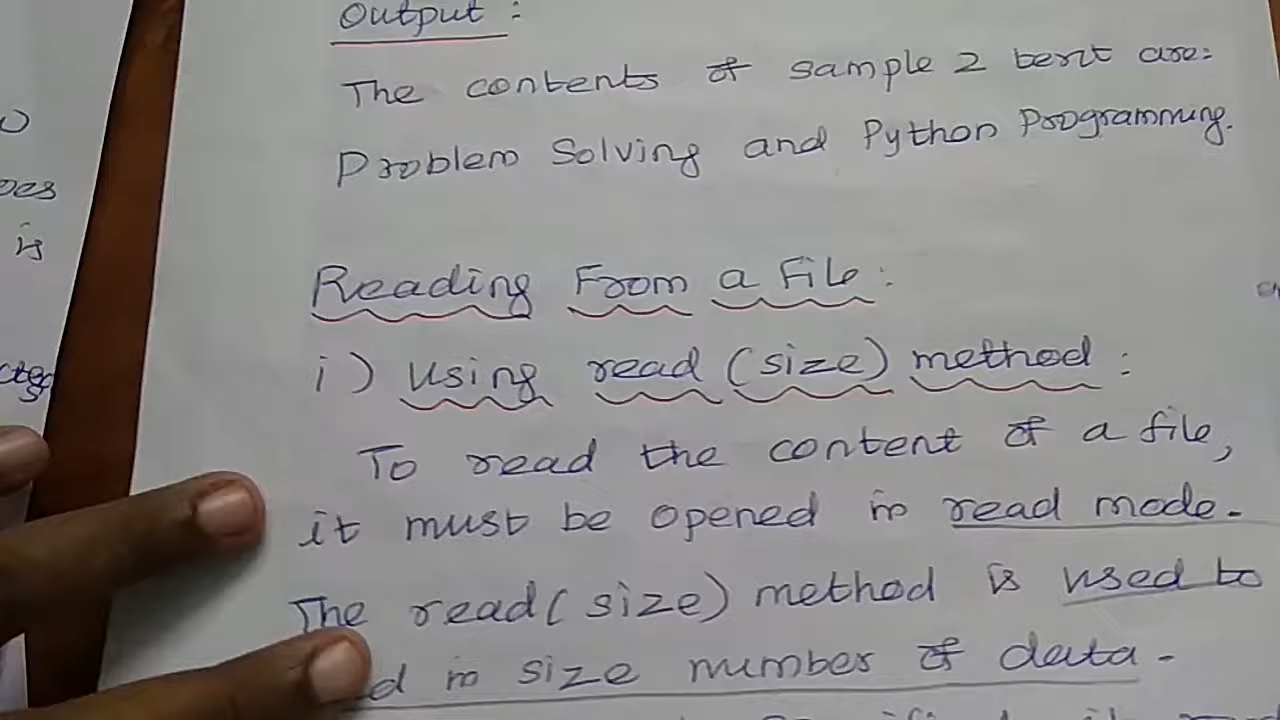 Output :
The contents of sample 2 text are:
Problem Solving and Python Programming.
Reading From a File:
i) Using read (size) method :
To read the content of a file,
it must be opened in read mode.
The read( size) method is used to
d in size number of data.
oes
is